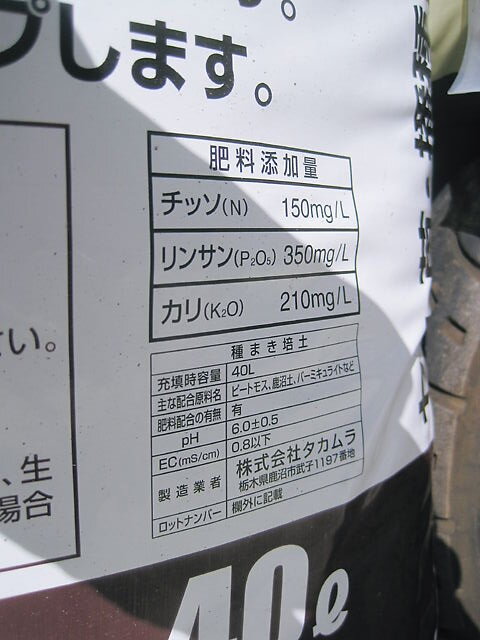 プします。
肥料添加量
チッソ(N) 150mg/L
リンサン(P₂O₅) 350mg/L
カリ(K₂O) 210mg/L
種まき培土
充填時容量 40L
主な配合原料名 ピートモス、鹿沼土、バーミキュライトなど
肥料配合の有無 有
pH 6.0±0.5
EC(mS/cm) 0.8以下
製造業者 株式会社タカムラ
栃木県鹿沼市武子1197番地
ロットナンバー 欄外に記載
さい。
、生
場合
40ℓ